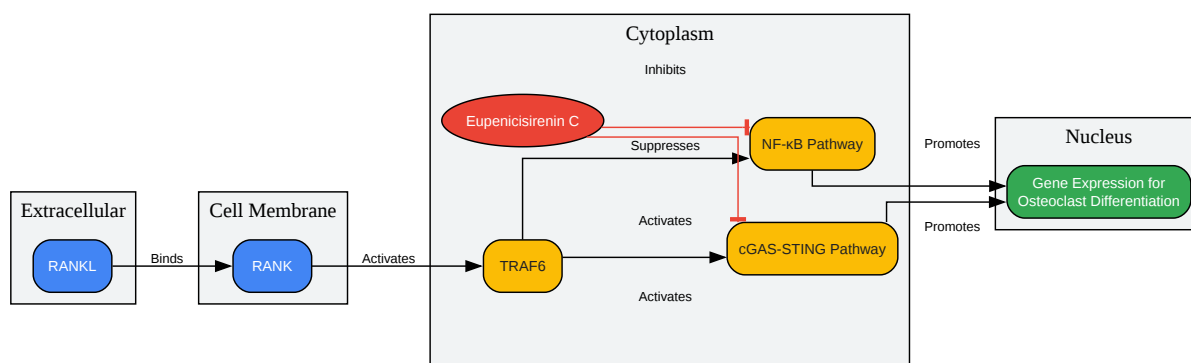 Cytoplasm
Inhibits
Eupenicisirenin C
Suppresses
NF-κB Pathway
Promotes
Nucleus
Gene Expression for
Osteoclast Differentiation
Extracellular
Cell Membrane
Activates
Promotes
cGAS-STING Pathway
RANKL
Binds
RANK
Activates
TRAF6
Activates